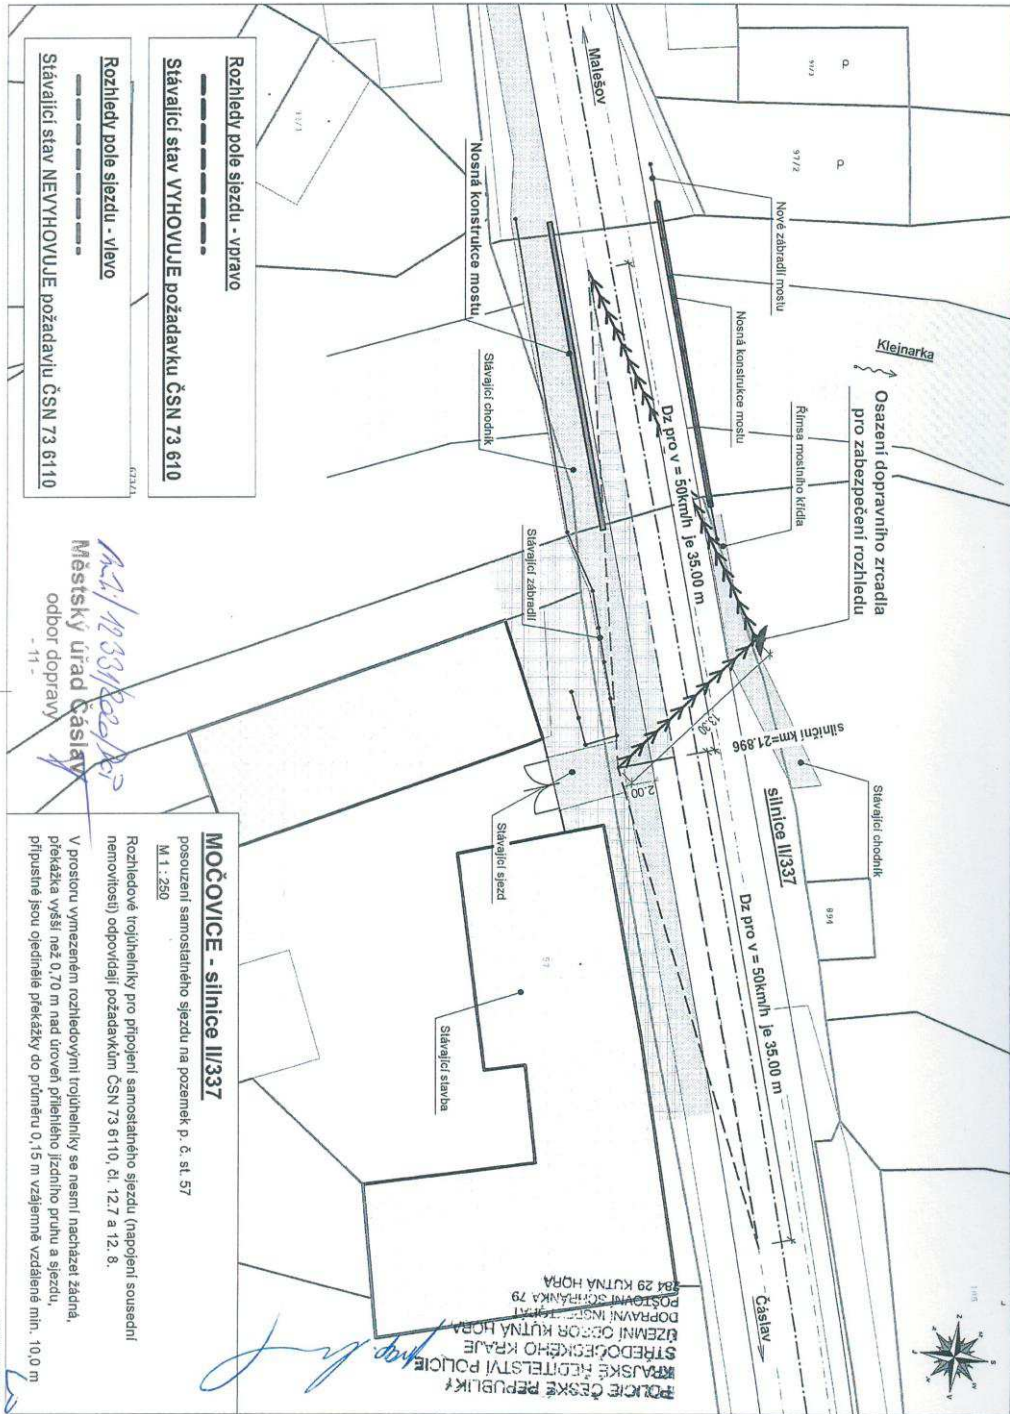 Malešov
Nové zábradlí mostu
Nosná konstrukce mostu
Klejnarka
Osazení dopravního zrcadla
pro zabezpečení rozhledu
Římsa mostního křídla
Nosná konstrukce mostu
Stávající chodník
Stávající zábradlí
Dz pro v = 50km/h je 35.00 m
silniční km=21.896
13.30
2.00
Stávající chodník
silnice II/337
Stávající sjezd
Dz pro v = 50km/h je 35.00 m
Stávající stavba
Čáslav
97/2
994
57
Rozhledy pole sjezdu - vpravo
Stávající stav VYHOVUJE požadavku ČSN 73 610
Rozhledy pole sjezdu - vlevo
Stávající stav NEVYHOVUJE požadavju ČSN 73 6110
Městský úřad Čáslav
odbor dopravy
- 11 -
MOČOVICE - silnice II/337
posouzení samostatného sjezdu na pozemek p. č. st. 57
M 1 : 250
Rozhledové trojúhelníky pro připojení samostatného sjezdu (napojení sousední
nemovitosti) odpovídají požadavkům ČSN 73 6110, čl. 12.7 a 12. 8.
V prostoru vymezeném rozhledovými trojúhelníky se nesmí nacházet žádná,
překážka vyšší než 0,70 m nad úroveň přilehlého jízdního pruhu a sjezdu,
přípustné jsou ojedinělé překážky do průměru 0,15 m vzájemně vzdálené min. 10,0 m
POLICIE ČESKÉ REPUBLIKY
KRAJSKÉ ŘEDITELSTVÍ POLICIE
STŘEDOČESKÉHO KRAJE
ÚZEMNÍ ODBOR KUTNÁ HORA
DOPRAVNÍ INSPEKTORÁT
POŠTOVNÍ SCHRÁNKA 79
284 29 KUTNÁ HORA